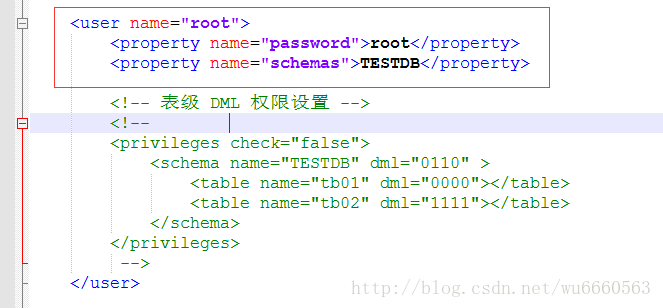 <user name="root">
<property name="password">root</property>
<property name="schemas">TESTDB</property>
<!-- 表级 DML 权限设置 -->
<!--
<privileges check="false">
<schema name="TESTDB" dml="0110" >
<table name="tb01" dml="0000"></table>
<table name="tb02" dml="1111"></table>
</schema>
</privileges>
-->
</user>
http://blog.csdn.net/wu6660563